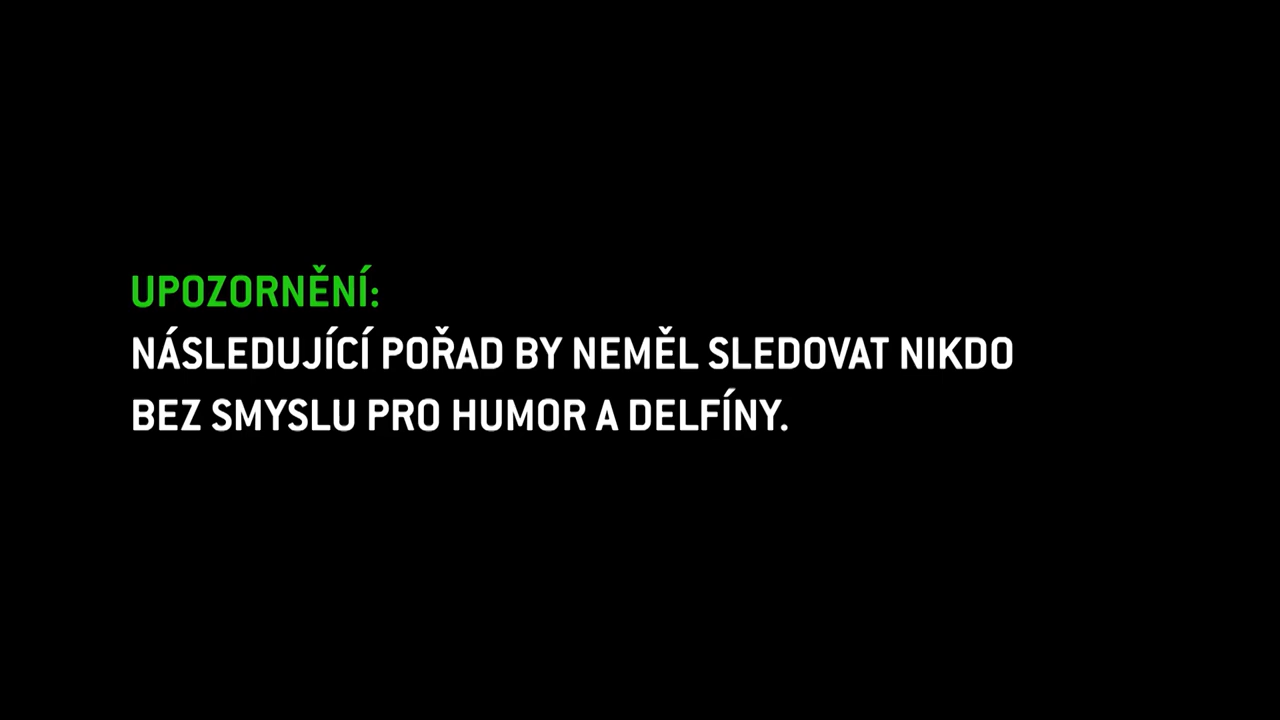 UPOZORNĚNÍ:
NÁSLEDUJÍCÍ POŘAD BY NEMĚL SLEDOVAT NIKDO
BEZ SMYSLU PRO HUMOR A DELFÍNY.